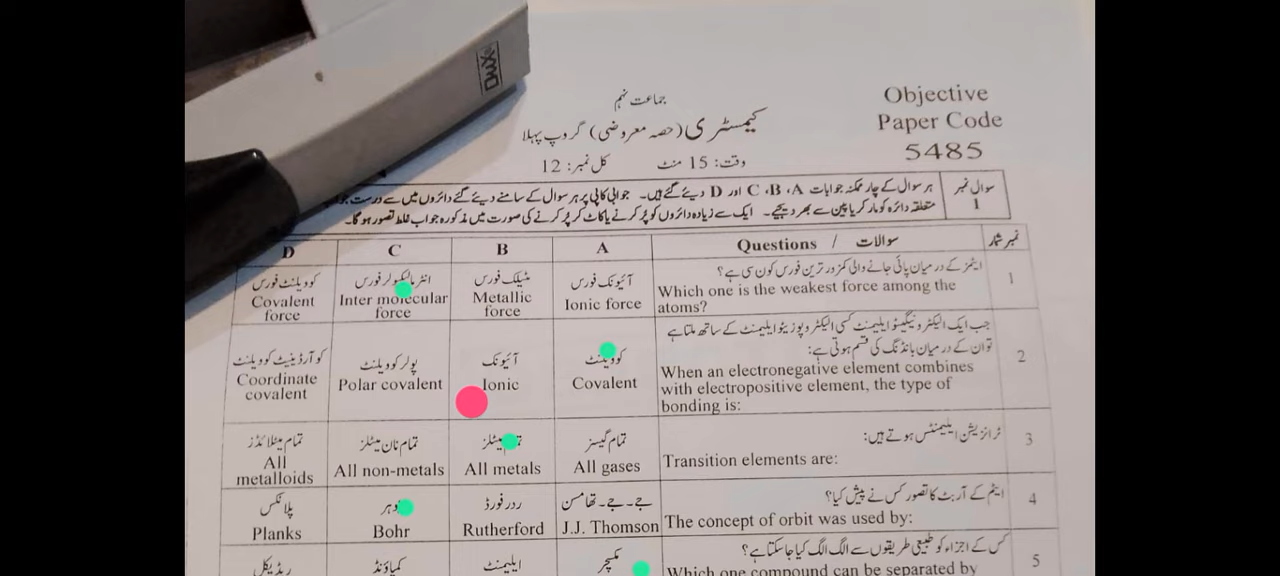 DUX
جماعت نہم
Objective
Paper Code
5485
کیمسٹری (حصہ معروضی) گروپ پہلا
وقت: 15 منٹ کل نمبر: 12
سوال نمبر 1
ہر سوال کے چار ممکنہ جوابات A، B، C اور D دیئے گئے ہیں۔ جوابی کاپی پر ہر سوال کے سامنے دیئے گئے دائروں میں سے درست
متعلقہ دائرہ کو مارکر یا پین سے بھر دیجیے۔ ایک سے زیادہ دائروں کو پُر کرنے یا کاٹ کر پُر کرنے کی صورت میں مذکورہ جواب غلط تصور ہو گا۔
D C B A Questions / سوالات نمبر شمار
1
ایٹمز کے درمیان پائی جانے والی کمزور ترین فورس کون سی ہے؟
Which one is the weakest force among the
atoms?
آئیونک فورس
Ionic force
میٹلک فورس
Metallic
force
انٹر مالیکیولر فورس
Inter molecular
force
کوویلنٹ فورس
Covalent
force
2
جب ایک الیکٹرونیگیٹو ایلیمنٹ کسی الیکٹروپوزیٹو ایلیمنٹ کے ساتھ ملتا ہے
تو ان کے درمیان بانڈنگ کی قسم ہوتی ہے:
When an electronegative element combines
with electropositive element, the type of
bonding is:
کوویلنٹ
Covalent
آئیونک
Ionic
پولر کوویلنٹ
Polar covalent
کوآرڈینیٹ کوویلنٹ
Coordinate
covalent
3
ٹرانزیشن ایلیمنٹس ہوتے ہیں:
Transition elements are:
تمام گیسز
All gases
تمام میٹلز
All metals
تمام نان میٹلز
All non-metals
تمام میٹلائڈز
All
metalloids
4
ایٹم کے آربٹ کا تصور کس نے پیش کیا؟
The concept of orbit was used by:
جے۔جے۔تھامسن
J.J. Thomson
ردرفورڈ
Rutherford
بوہر
Bohr
پلانکس
Planks
5
کس کے اجزاء کو طبیعی طریقوں سے الگ الگ کیا جا سکتا ہے؟
Which one compound can be separated by
مکسچر
ایلیمنٹ
کمپاؤنڈ
ریڈیکل